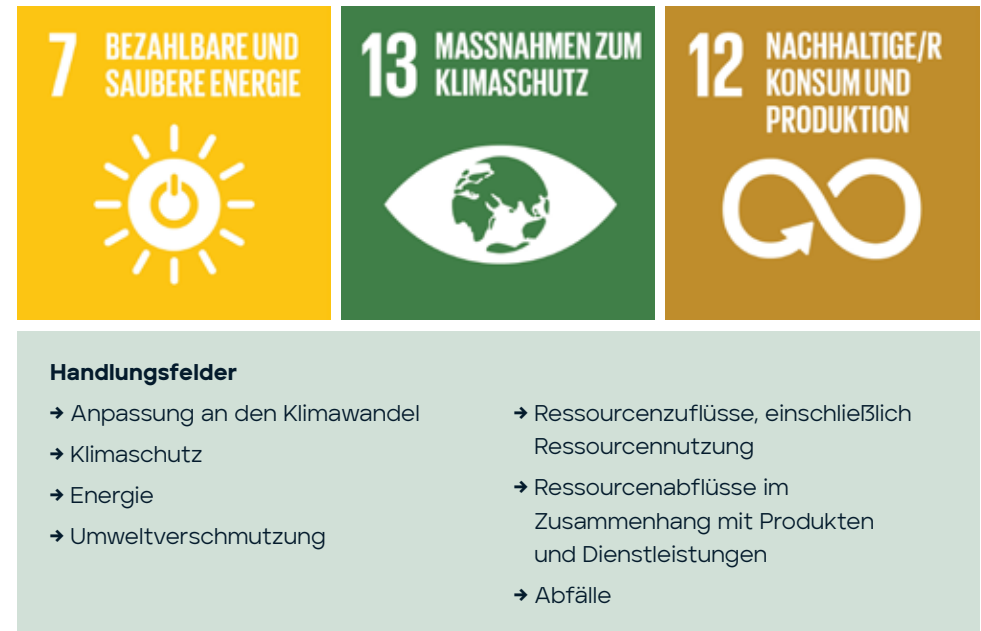 7 BEZAHLBARE UND
SAUBERE ENERGIE
13 MASSNAHMEN ZUM
KLIMASCHUTZ
12 NACHHALTIGE/R
KONSUM UND
PRODUKTION
Handlungsfelder
→ Anpassung an den Klimawandel
→ Klimaschutz
→ Energie
→ Umweltverschmutzung
→ Ressourcenzuflüsse, einschließlich
Ressourcennutzung
→ Ressourcenabflüsse im
Zusammenhang mit Produkten
und Dienstleistungen
→ Abfälle